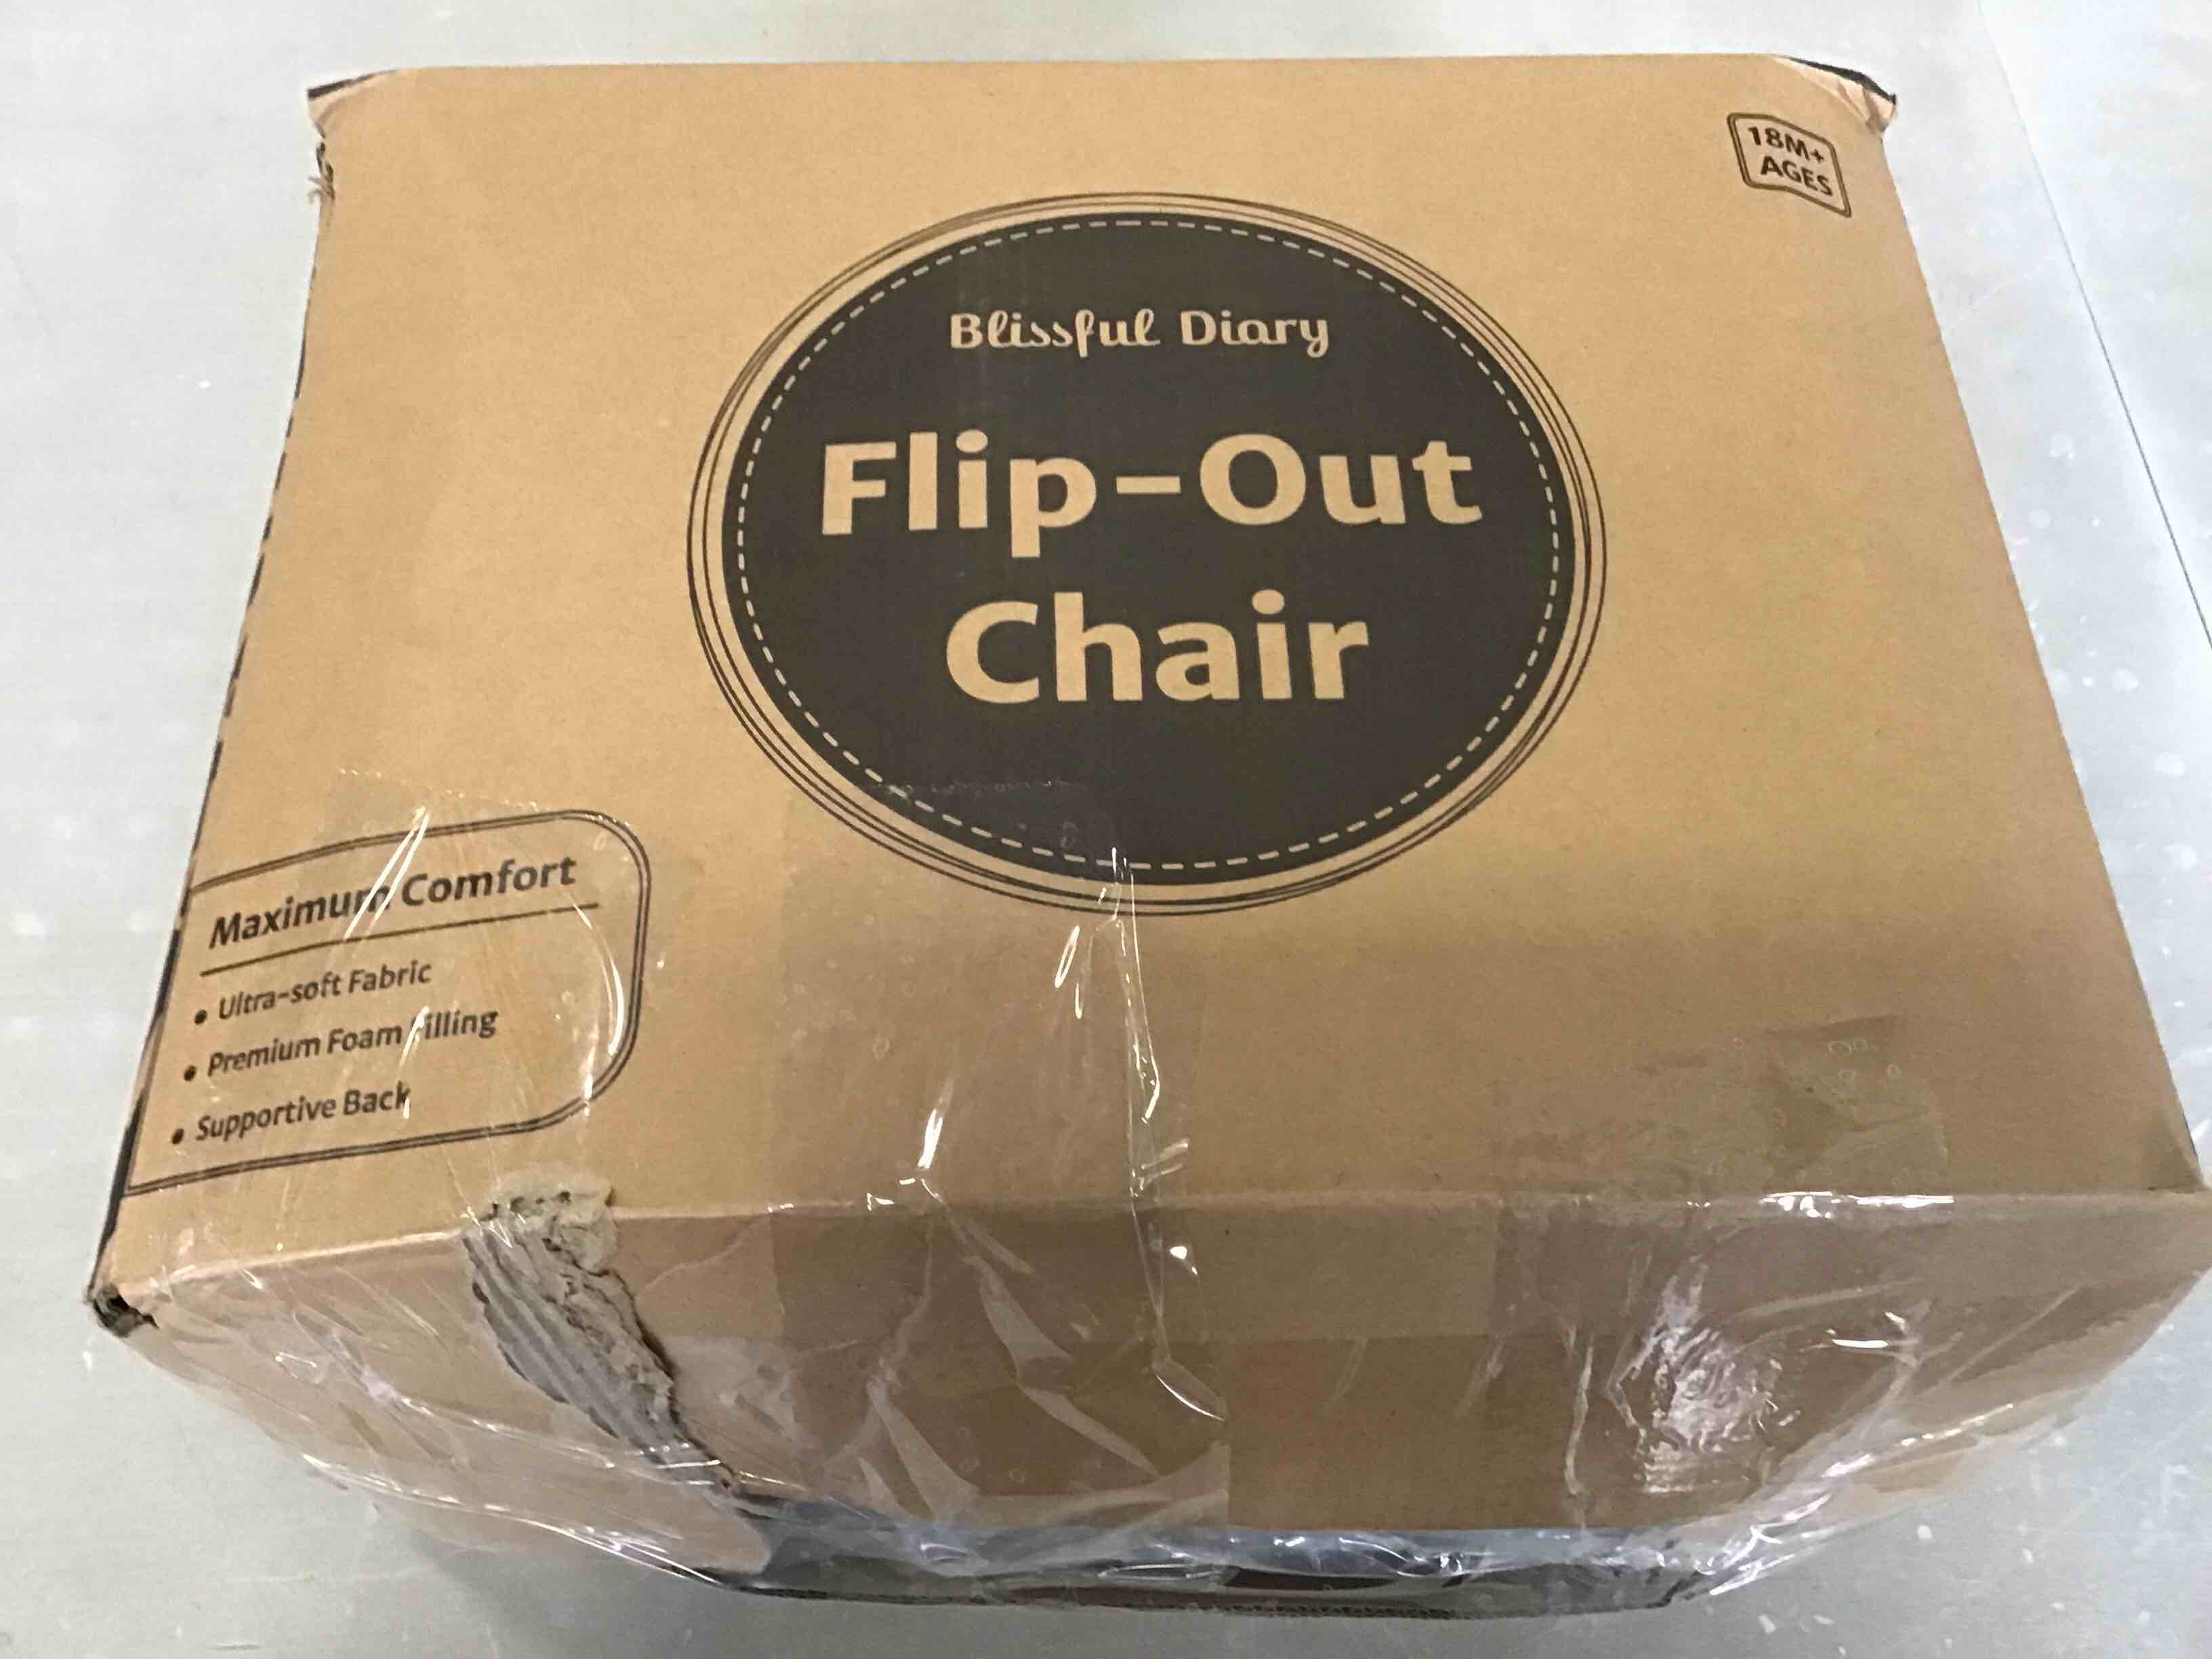 18M+
AGES
Blissful Diary
Flip-Out
Chair
Maximum Comfort
• Ultra-soft Fabric
• Premium Foam Filling
• Supportive Back